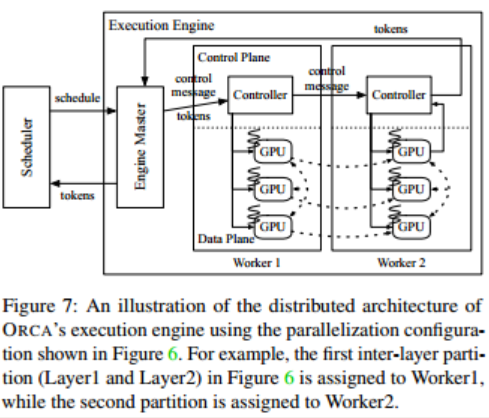 Execution Engine
tokens
Control Plane
control
message
tokens
control
message
schedule
Controller
Controller
Scheduler
Engine Master
tokens
GPU
GPU
GPU
GPU
GPU
GPU
Data Plane
Worker 1
Worker 2
Figure 7: An illustration of the distributed architecture of
ORCA's execution engine using the parallelization configura-
tion shown in Figure 6. For example, the first inter-layer parti-
tion (Layer1 and Layer2) in Figure 6 is assigned to Worker1,
while the second partition is assigned to Worker2.